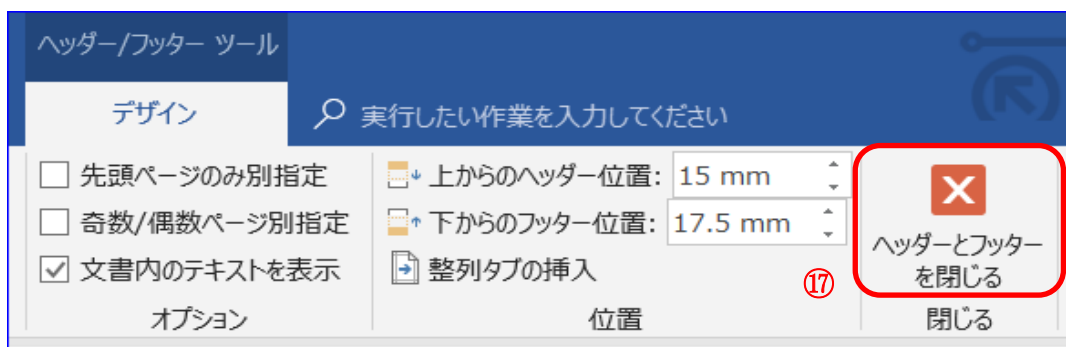 ヘッダー/フッター ツール
デザイン
実行したい作業を入力してください
先頭ページのみ別指定
奇数/偶数ページ別指定
文書内のテキストを表示
オプション
上からのヘッダー位置: 15 mm
下からのフッター位置: 17.5 mm
整列タブの挿入
位置
⑰
ヘッダーとフッター
を閉じる
閉じる